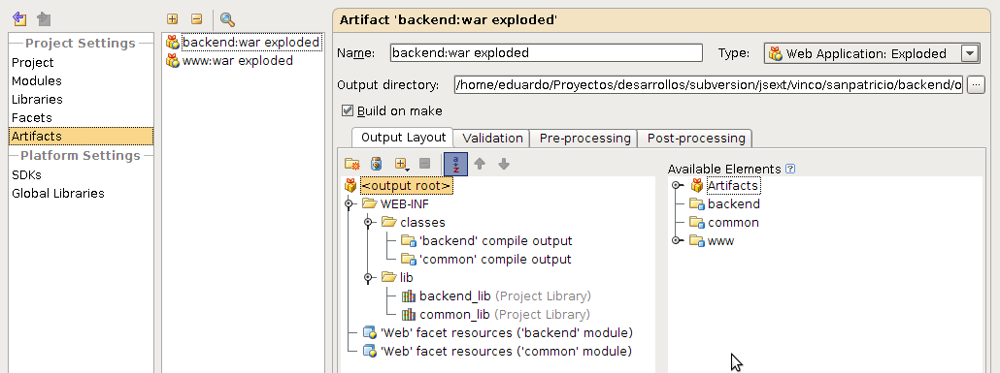 Project Settings
Project
Modules
Libraries
Facets
Artifacts
Platform Settings
SDKs
Global Libraries
backend:war exploded
www:war exploded
Artifact 'backend:war exploded'
Name: backend:war exploded Type: Web Application: Exploded
Output directory: /home/eduardo/Proyectos/desarrollos/subversion/jsext/vinco/sanpatricio/backend/o ...
Build on make
Output Layout Validation Pre-processing Post-processing
a z
<output root>
WEB-INF
classes
'backend' compile output
'common' compile output
lib
backend_lib (Project Library)
common_lib (Project Library)
'Web' facet resources ('backend' module)
'Web' facet resources ('common' module)
Available Elements ?
Artifacts
backend
common
www